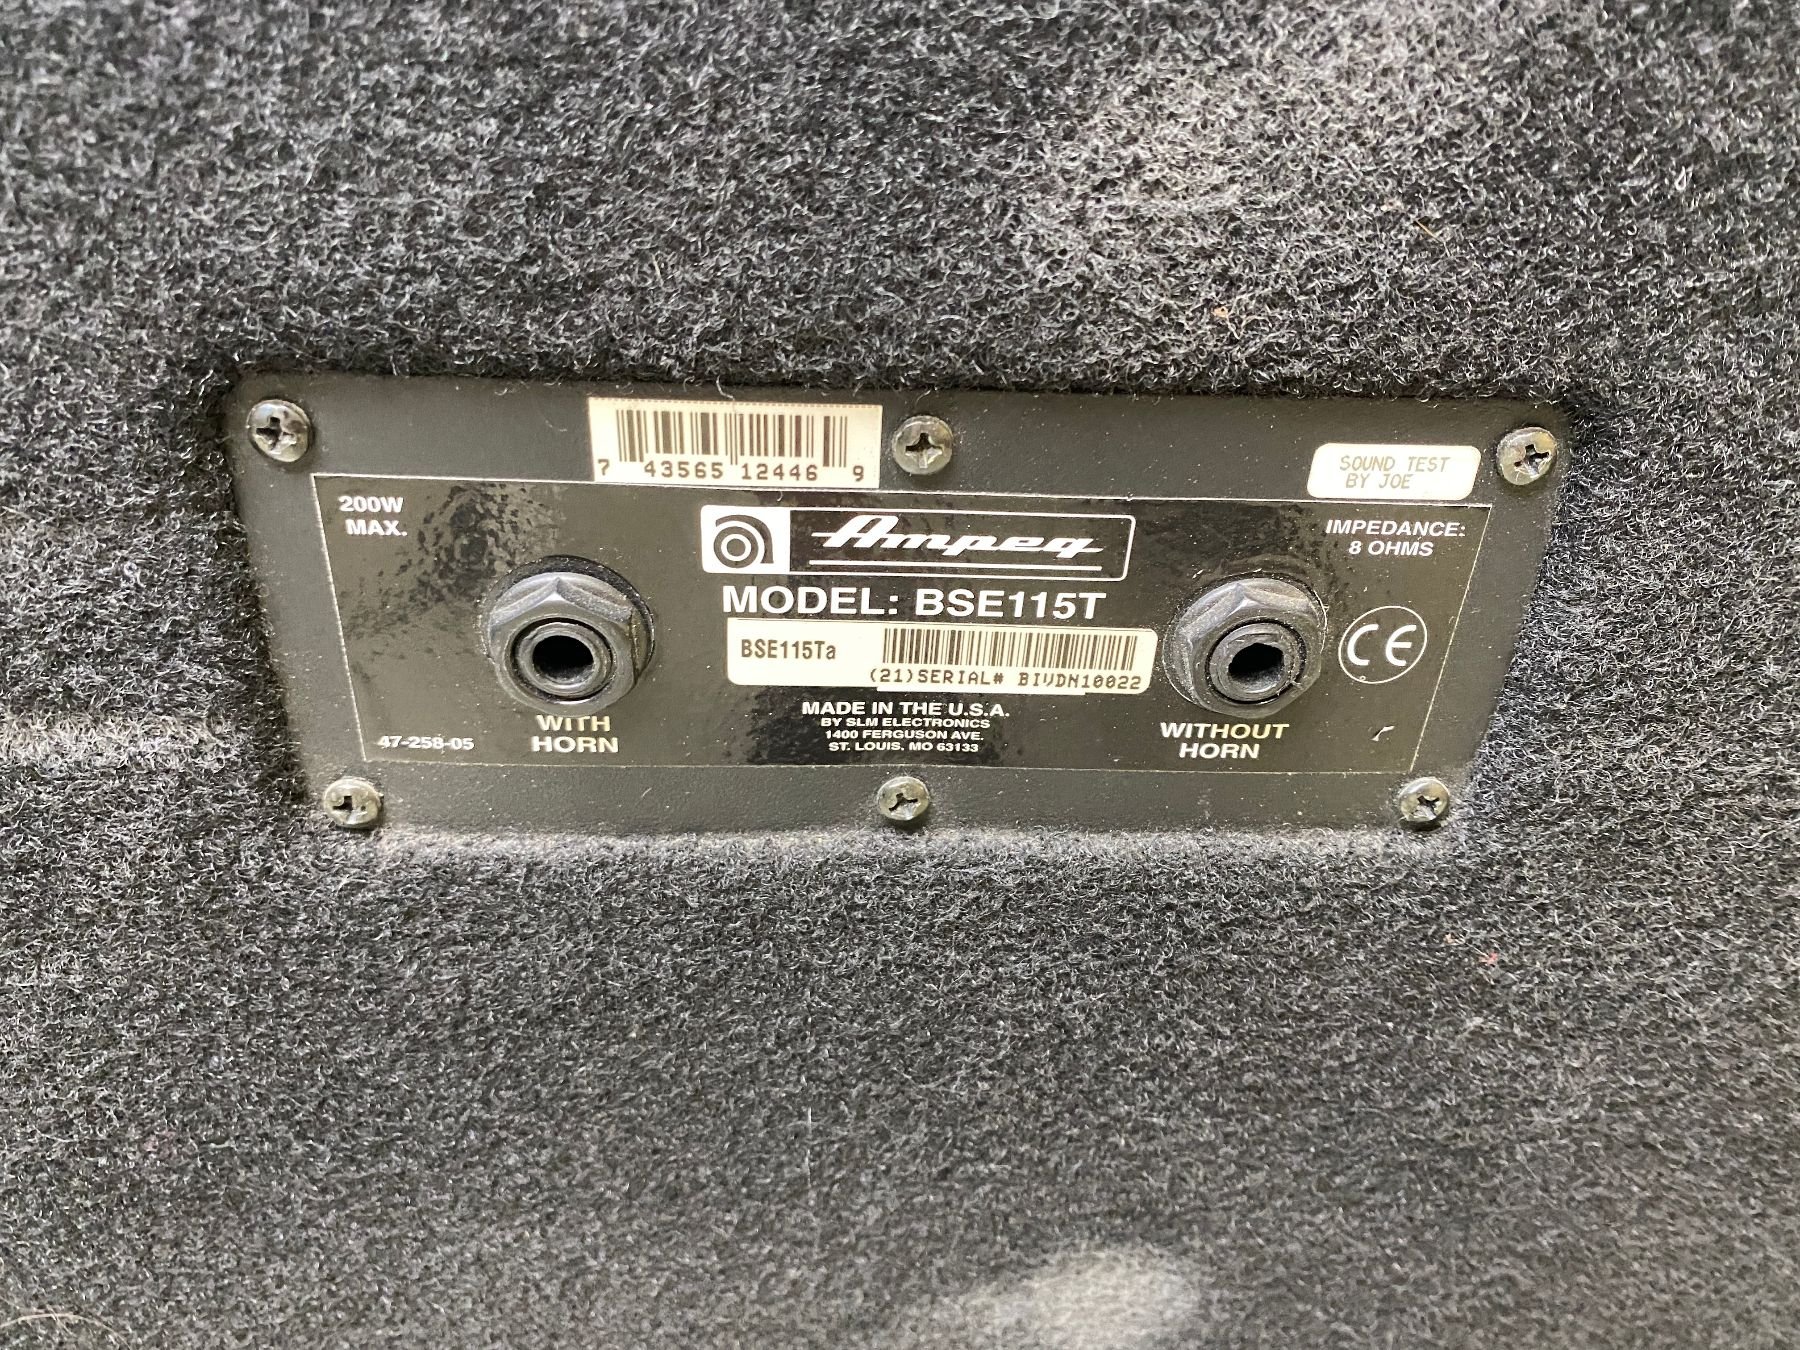 7 43565 12446 9
SOUND TEST
BY JOE
200W
MAX.
Ampeg
IMPEDANCE:
8 OHMS
MODEL: BSE115T
BSE115Ta
(21)SERIAL# BIVDN10022
CE
MADE IN THE U.S.A.
BY SLM ELECTRONICS
1400 FERGUSON AVE.
ST. LOUIS, MO 63133
WITH
HORN
WITHOUT
HORN
47-258-05